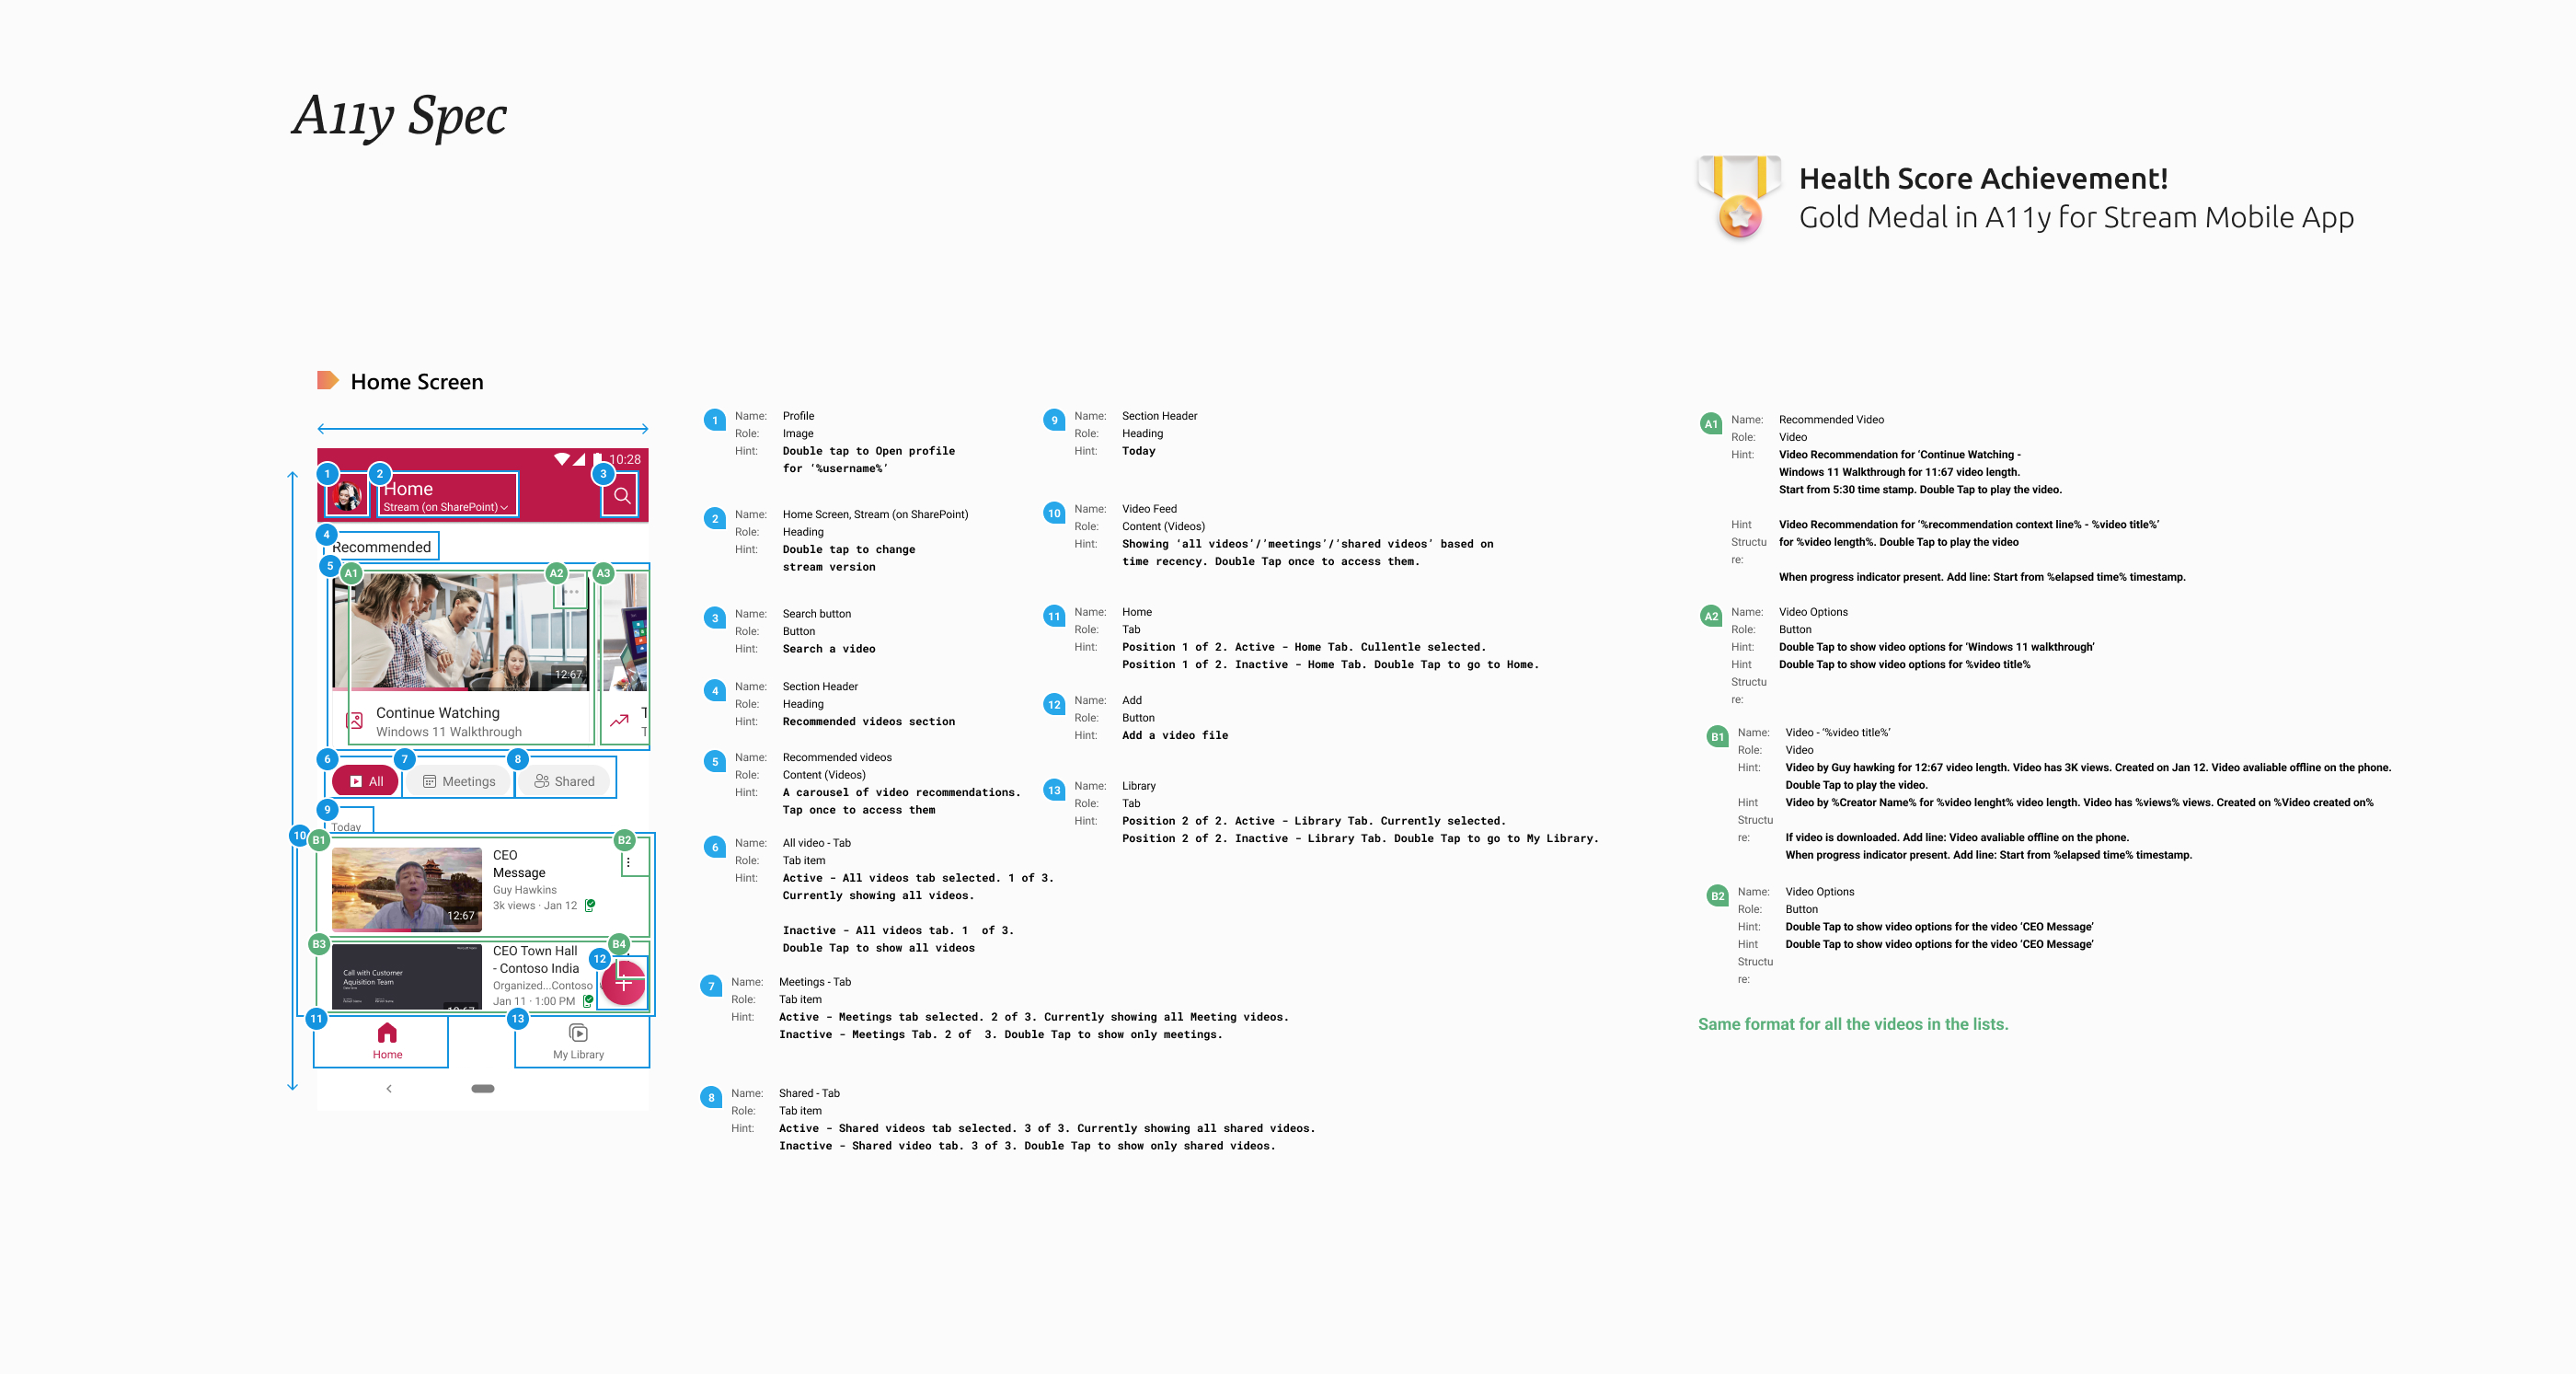 A11y Spec
Health Score Achievement!
Gold Medal in A11y for Stream Mobile App
Home Screen
10:28
1
2
3
Home
Stream (on SharePoint)
4
Recommended
5
A1
A2
A3
12:67
Continue Watching
Windows 11 Walkthrough
T
T
6
7
8
All
Meetings
Shared
9
Today
10
B1
B2
CEO
Message
Guy Hawkins
3k views · Jan 12
12:67
B3
B4
12
CEO Town Hall
- Contoso India
Organized...Contoso
Jan 11 · 1:00 PM
Call with Customer
Aquisition Team
11
13
Home
My Library
1
Name: Profile
Role: Image
Hint: Double tap to Open profile
for ‘%username%’
2
Name: Home Screen, Stream (on SharePoint)
Role: Heading
Hint: Double tap to change
stream version
3
Name: Search button
Role: Button
Hint: Search a video
4
Name: Section Header
Role: Heading
Hint: Recommended videos section
5
Name: Recommended videos
Role: Content (Videos)
Hint: A carousel of video recommendations.
Tap once to access them
6
Name: All video - Tab
Role: Tab item
Hint: Active - All videos tab selected. 1 of 3.
Currently showing all videos.
Inactive - All videos tab. 1 of 3.
Double Tap to show all videos
7
Name: Meetings - Tab
Role: Tab item
Hint: Active - Meetings tab selected. 2 of 3. Currently showing all Meeting videos.
Inactive - Meetings Tab. 2 of 3. Double Tap to show only meetings.
8
Name: Shared - Tab
Role: Tab item
Hint: Active - Shared videos tab selected. 3 of 3. Currently showing all shared videos.
Inactive - Shared video tab. 3 of 3. Double Tap to show only shared videos.
9
Name: Section Header
Role: Heading
Hint: Today
10
Name: Video Feed
Role: Content (Videos)
Hint: Showing ‘all videos’/‘meetings’/‘shared videos’ based on
time recency. Double Tap once to access them.
11
Name: Home
Role: Tab
Hint: Position 1 of 2. Active - Home Tab. Cullentle selected.
Position 1 of 2. Inactive - Home Tab. Double Tap to go to Home.
12
Name: Add
Role: Button
Hint: Add a video file
13
Name: Library
Role: Tab
Hint: Position 2 of 2. Active - Library Tab. Currently selected.
Position 2 of 2. Inactive - Library Tab. Double Tap to go to My Library.
A1
Name: Recommended Video
Role: Video
Hint: Video Recommendation for ‘Continue Watching -
Windows 11 Walkthrough for 11:67 video length.
Start from 5:30 time stamp. Double Tap to play the video.
Hint Video Recommendation for ‘%recommendation context line% - %video title%’
Structu for %video length%. Double Tap to play the video
re:
When progress indicator present. Add line: Start from %elapsed time% timestamp.
A2
Name: Video Options
Role: Button
Hint: Double Tap to show video options for ‘Windows 11 walkthrough’
Hint Double Tap to show video options for %video title%
Structu
re:
B1
Name: Video - ‘%video title%’
Role: Video
Hint: Video by Guy hawking for 12:67 video length. Video has 3K views. Created on Jan 12. Video avaliable offline on the phone.
Double Tap to play the video.
Hint Video by %Creator Name% for %video lenght% video length. Video has %views% views. Created on %Video created on%
Structu
re: If video is downloaded. Add line: Video avaliable offline on the phone.
When progress indicator present. Add line: Start from %elapsed time% timestamp.
B2
Name: Video Options
Role: Button
Hint: Double Tap to show video options for the video ‘CEO Message’
Hint Double Tap to show video options for the video ‘CEO Message’
Structu
re:
Same format for all the videos in the lists.